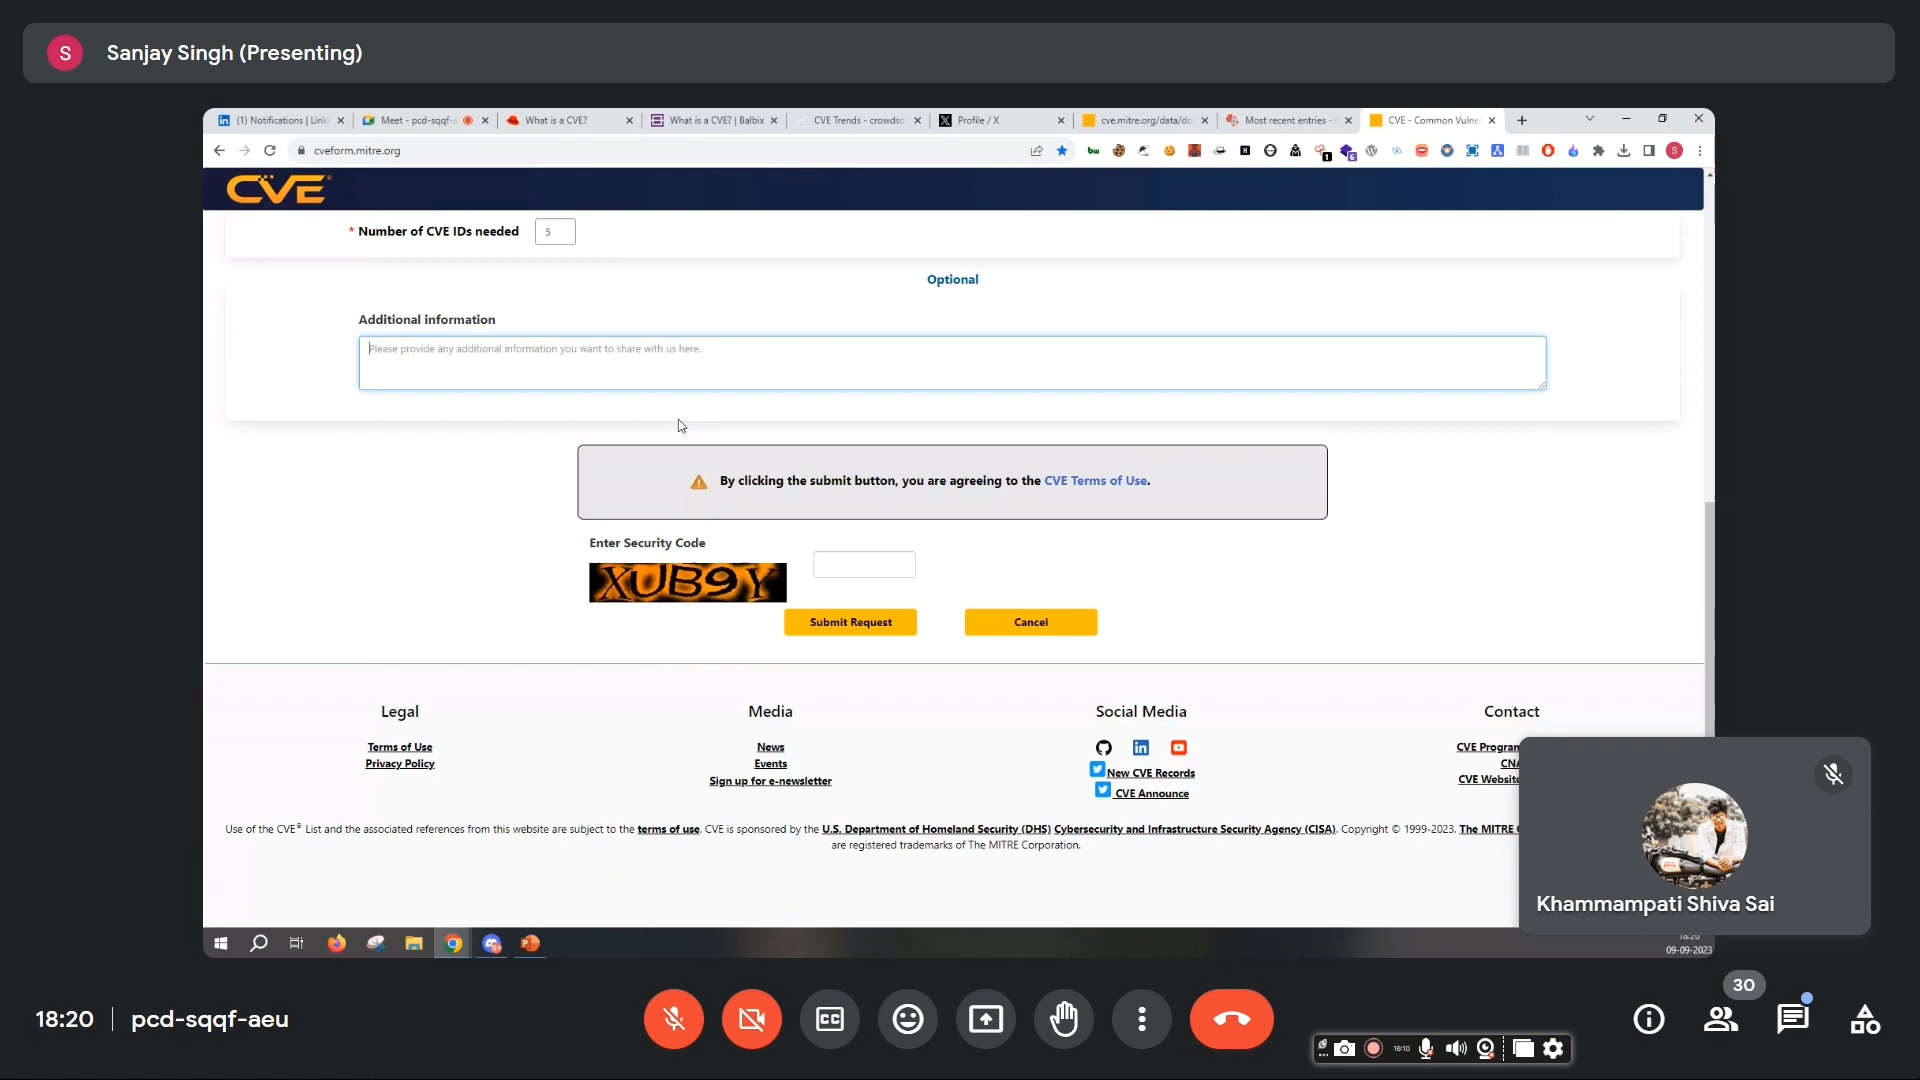 S Sanjay Singh (Presenting)
(1) Notifications | Link
Meet - pcd-sqqf-a
What is a CVE?
What is a CVE? | Balbix
CVE Trends - crowdso
Profile / X
cve.mitre.org/data/do
Most recent entries - C
CVE - Common Vulne
cveform.mitre.org
CVE
* Number of CVE IDs needed 5
Optional
Additional information
Please provide any additional information you want to share with us here.
By clicking the submit button, you are agreeing to the CVE Terms of Use.
Enter Security Code
XUB9Y
Submit Request Cancel
Legal Media Social Media Contact
Terms of Use
Privacy Policy
News
Events
Sign up for e-newsletter
New CVE Records
CVE Announce
CVE Program
CNA
CVE Website
Use of the CVE® List and the associated references from this website are subject to the terms of use. CVE is sponsored by the U.S. Department of Homeland Security (DHS) Cybersecurity and Infrastructure Security Agency (CISA). Copyright © 1999-2023, The MITRE
are registered trademarks of The MITRE Corporation.
Khammampati Shiva Sai
18:20
09-09-2023
30
18:20 | pcd-sqqf-aeu
CC
16:10